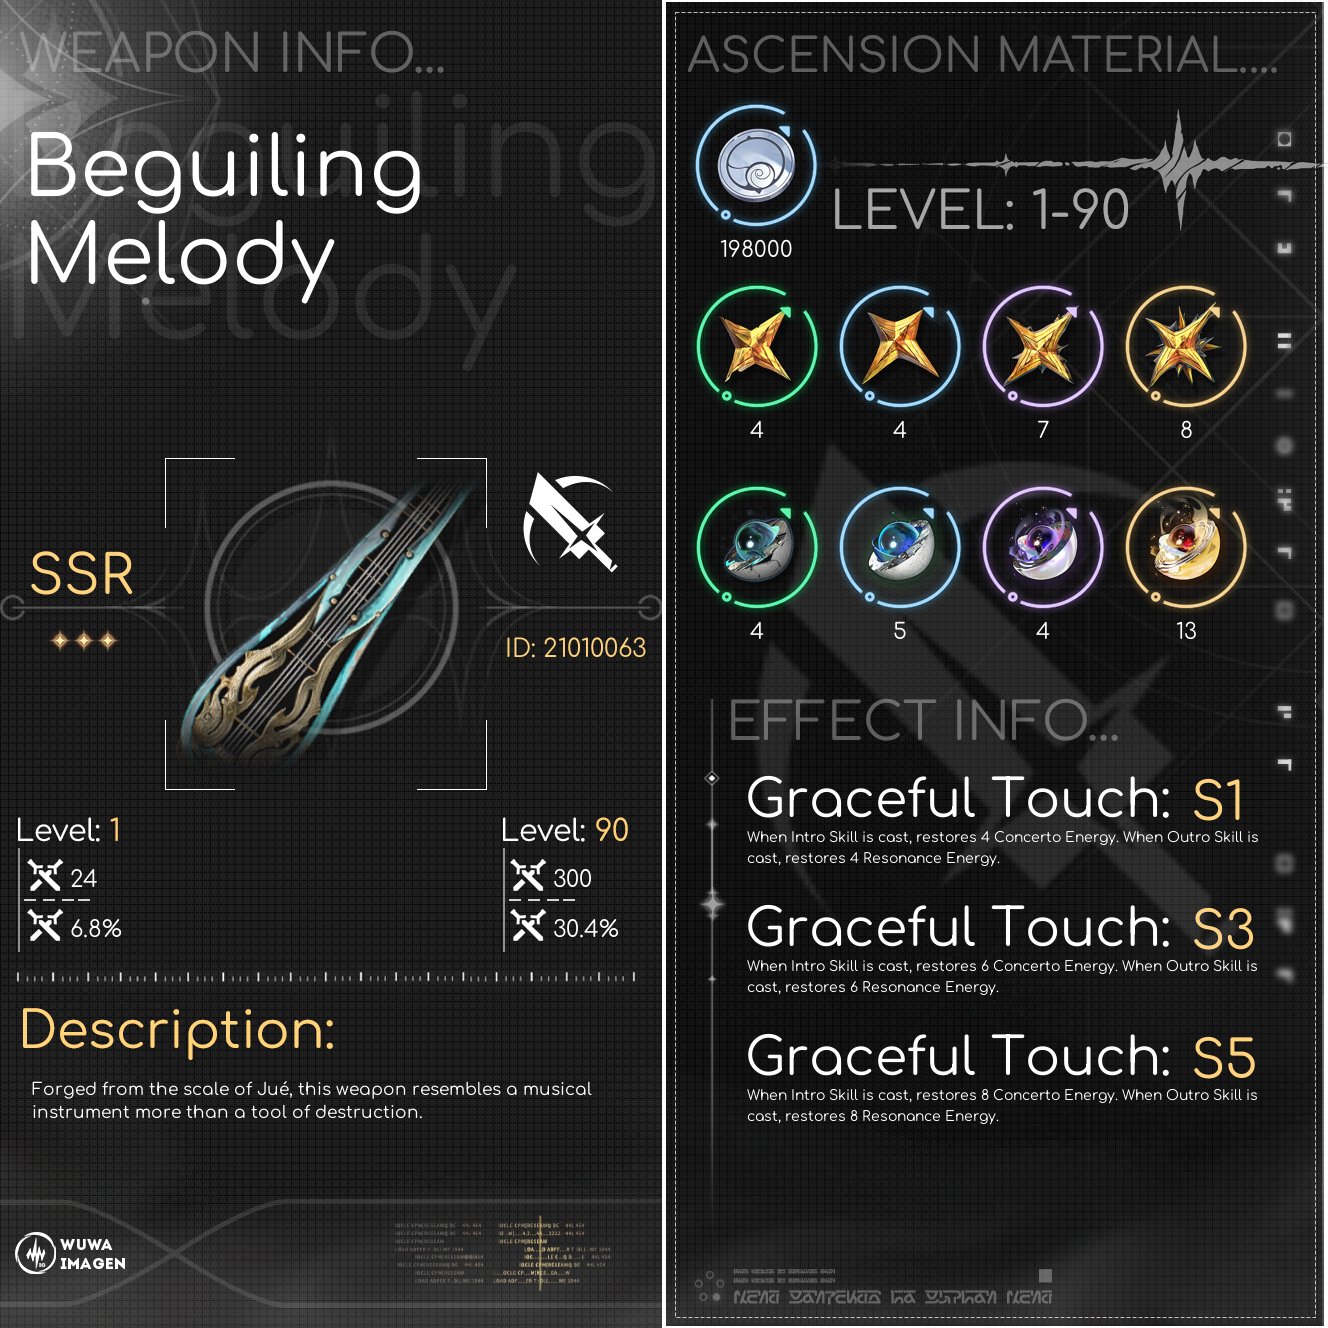 WEAPON INFO...
Beguiling
Melody
SSR
ID: 21010063
Level: 1
24
6.8%
Level: 90
300
30.4%
Description:
Forged from the scale of Jué, this weapon resembles a musical
instrument more than a tool of destruction.
WUWA
IMAGEN
ASCENSION MATERIAL....
198000
LEVEL: 1-90
4 4 7 8
4 5 4 13
EFFECT INFO...
Graceful Touch: S1
When Intro Skill is cast, restores 4 Concerto Energy. When Outro Skill is
cast, restores 4 Resonance Energy.
Graceful Touch: S3
When Intro Skill is cast, restores 6 Concerto Energy. When Outro Skill is
cast, restores 6 Resonance Energy.
Graceful Touch: S5
When Intro Skill is cast, restores 8 Concerto Energy. When Outro Skill is
cast, restores 8 Resonance Energy.